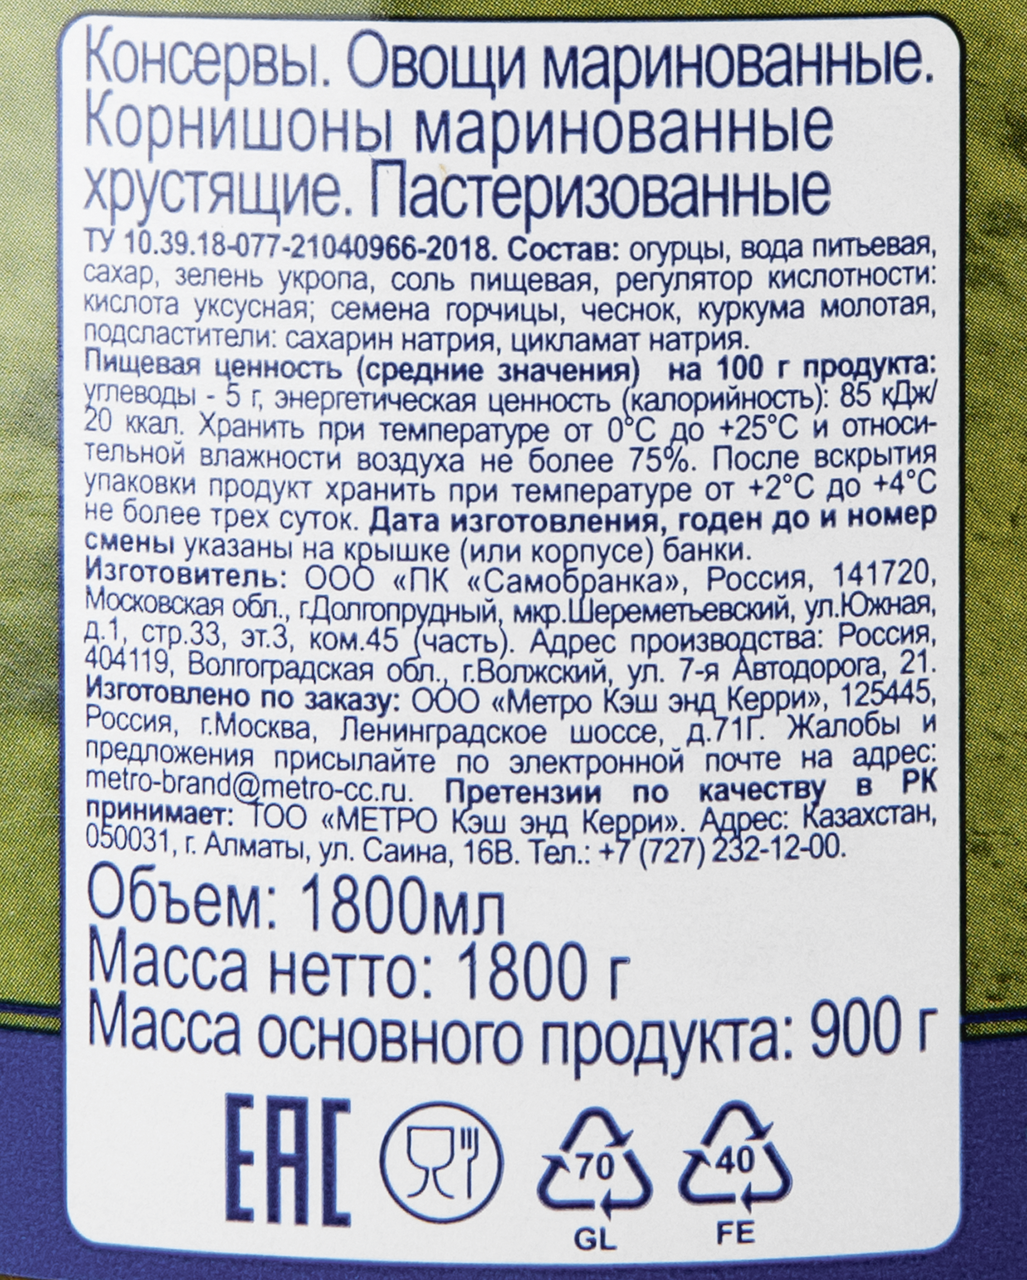 Консервы. Овощи маринованные.
Корнишоны маринованные
хрустящие. Пастеризованные
ТУ 10.39.18-077-21040966-2018. Состав: огурцы, вода питьевая,
сахар, зелень укропа, соль пищевая, регулятор кислотности:
кислота уксусная; семена горчицы, чеснок, куркума молотая,
подсластители: сахарин натрия, цикламат натрия.
Пищевая ценность (средние значения) на 100 г продукта:
углеводы - 5 г, энергетическая ценность (калорийность): 85 кДж/
20 ккал. Хранить при температуре от 0°С до +25°С и относи-
тельной влажности воздуха не более 75%. После вскрытия
упаковки продукт хранить при температуре от +2°С до +4°С
не более трех суток. Дата изготовления, годен до и номер
смены указаны на крышке (или корпусе) банки.
Изготовитель: ООО «ПК «Самобранка», Россия, 141720,
Московская обл., г.Долгопрудный, мкр.Шереметьевский, ул.Южная,
д.1, стр.33, эт.3, ком.45 (часть). Адрес производства: Россия,
404119, Волгоградская обл., г.Волжский, ул. 7-я Автодорога, 21.
Изготовлено по заказу: ООО «Метро Кэш энд Керри», 125445,
Россия, г.Москва, Ленинградское шоссе, д.71Г. Жалобы и
предложения присылайте по электронной почте на адрес:
metro-brand@metro-cc.ru. Претензии по качеству в РК
принимает: ТОО «МЕТРО Кэш энд Керри». Адрес: Казахстан,
050031, г. Алматы, ул. Саина, 16В. Тел.: +7 (727) 232-12-00.
Объем: 1800мл
Масса нетто: 1800 г
Масса основного продукта: 900 г
EAC
70
40
GL
FE